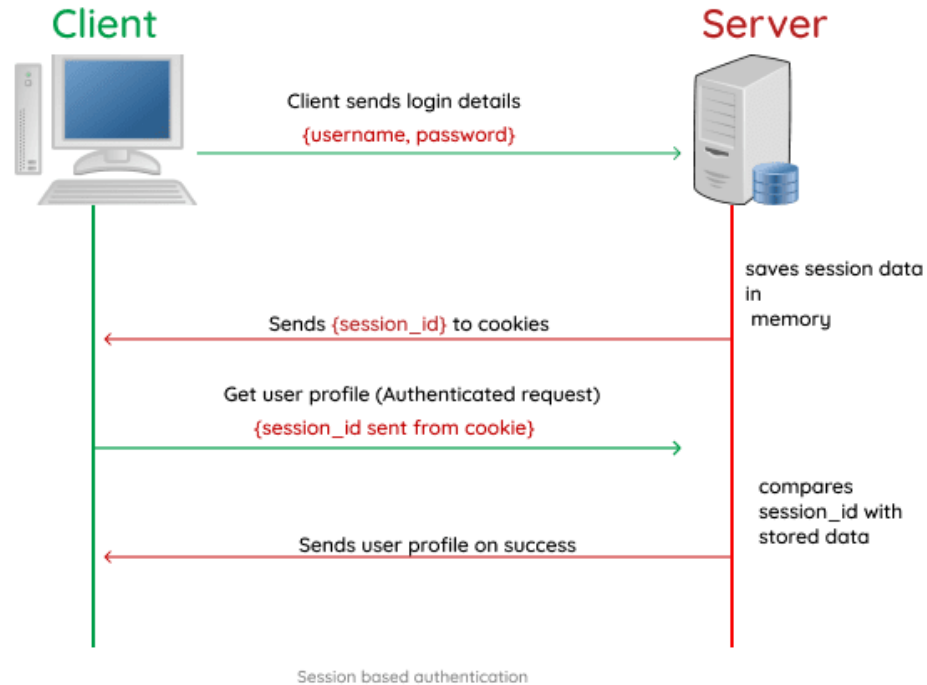 Client
Server
Client sends login details
{username, password}
saves session data
in
memory
Sends {session_id} to cookies
Get user profile (Authenticated request)
{session_id sent from cookie}
compares
session_id with
stored data
Sends user profile on success
Session based authentication